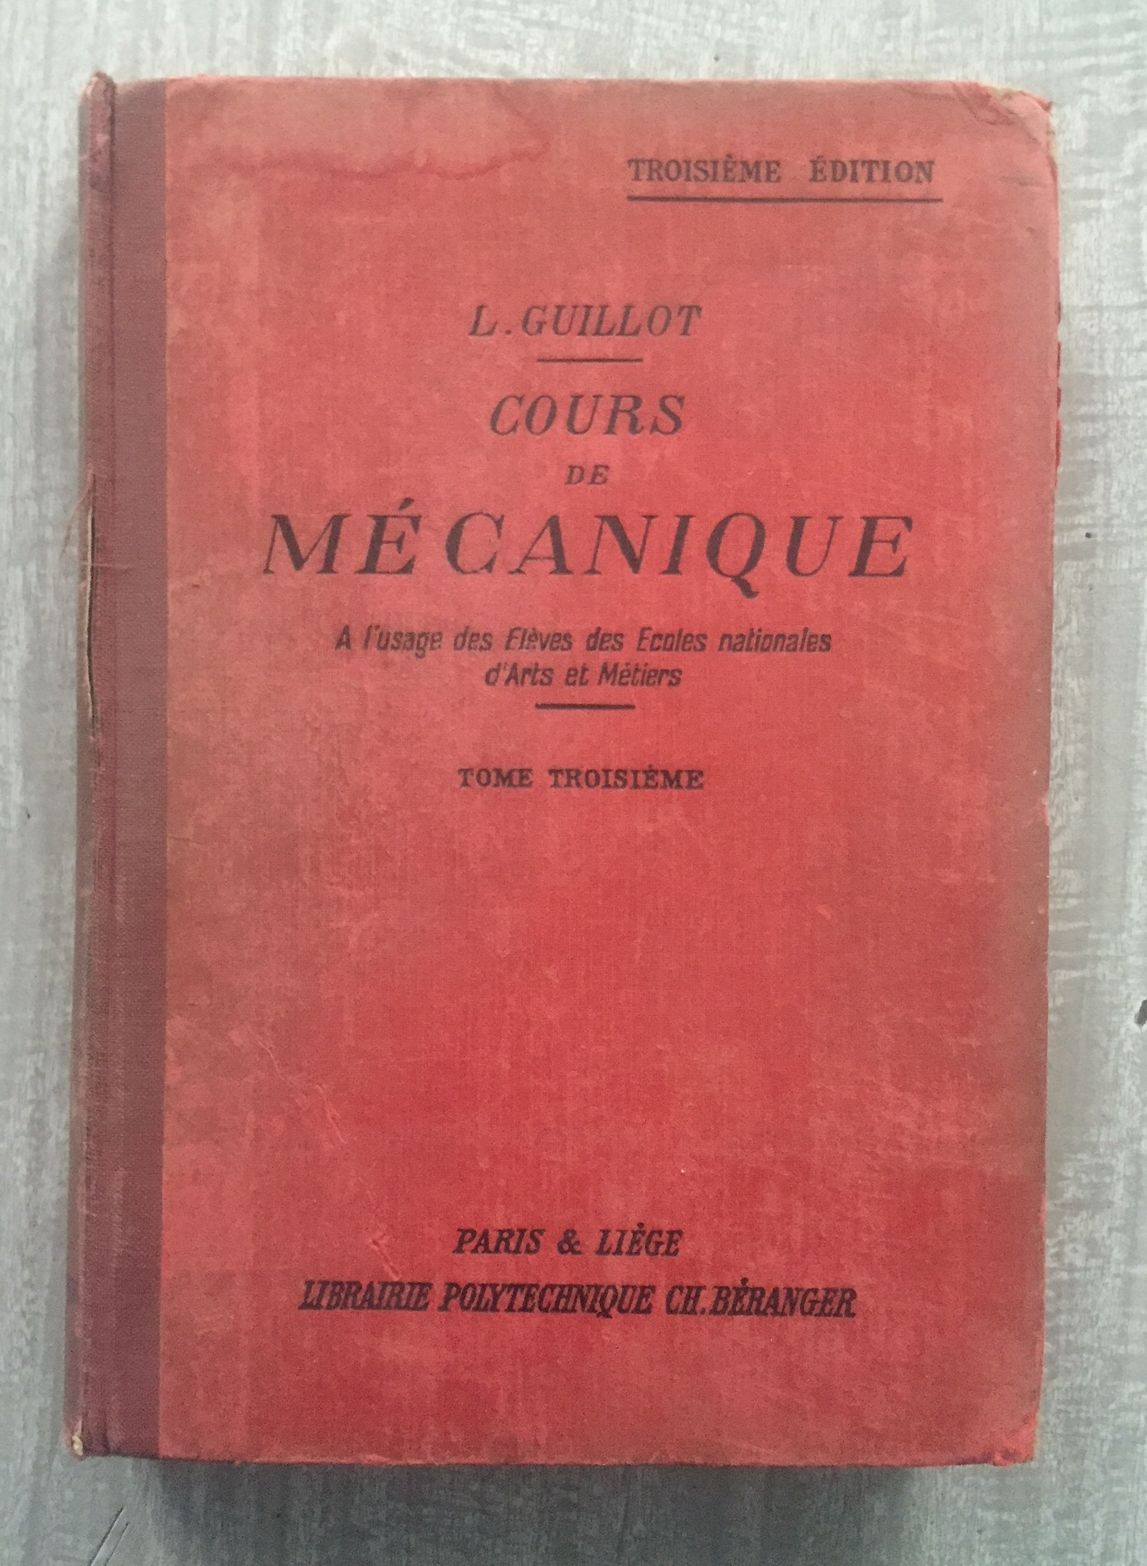 TROISIÈME ÉDITION
L. GUILLOT
COURS
DE
MÉCANIQUE
A l'usage des Elèves des Ecoles nationales
d'Arts et Métiers
TOME TROISIÈME
PARIS & LIÈGE
LIBRAIRIE POLYTECHNIQUE CH. BÉRANGER